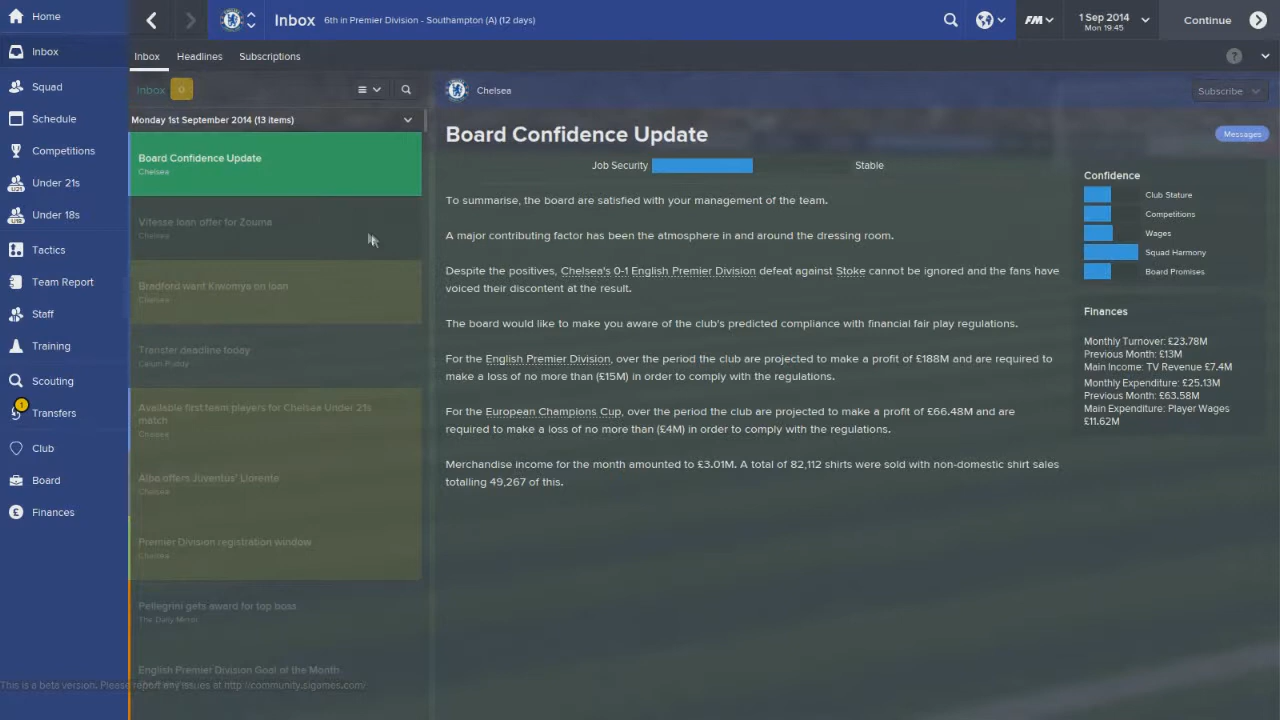 Home
Inbox
Squad
Schedule
Competitions
Under 21s
Under 18s
Tactics
Team Report
Staff
Training
Scouting
1
Transfers
Club
Board
Finances
Inbox 6th in Premier Division - Southampton (A) (12 days)
FM
1 Sep 2014
Mon 19:45
Continue
Inbox Headlines Subscriptions
?
Inbox 0
Monday 1st September 2014 (13 items)
Board Confidence Update
Chelsea
Vitesse loan offer for Zouma
Chelsea
Bradford want Kiwomya on loan
Chelsea
Transfer deadline today
Calum Puddy
Available first team players for Chelsea Under 21s
match
Chelsea
Alba offers Juventus' Llorente
Chelsea
Premier Division registration window
Chelsea
Pellegrini gets award for top boss
The Daily Mirror
English Premier Division Goal of the Month
This is a beta version. Please report any issues at http://community.sigames.com/
Chelsea
Subscribe
Board Confidence Update
Messages
Job Security Stable
To summarise, the board are satisfied with your management of the team.
A major contributing factor has been the atmosphere in and around the dressing room.
Despite the positives, Chelsea's 0-1 English Premier Division defeat against Stoke cannot be ignored and the fans have
voiced their discontent at the result.
The board would like to make you aware of the club's predicted compliance with financial fair play regulations.
For the English Premier Division, over the period the club are projected to make a profit of £188M and are required to
make a loss of no more than (£15M) in order to comply with the regulations.
For the European Champions Cup, over the period the club are projected to make a profit of £66.48M and are
required to make a loss of no more than (£4M) in order to comply with the regulations.
Merchandise income for the month amounted to £3.01M. A total of 82,112 shirts were sold with non-domestic shirt sales
totalling 49,267 of this.
Confidence
Club Stature
Competitions
Wages
Squad Harmony
Board Promises
Finances
Monthly Turnover: £23.78M
Previous Month: £13M
Main Income: TV Revenue £7.4M
Monthly Expenditure: £25.13M
Previous Month: £63.58M
Main Expenditure: Player Wages
£11.62M